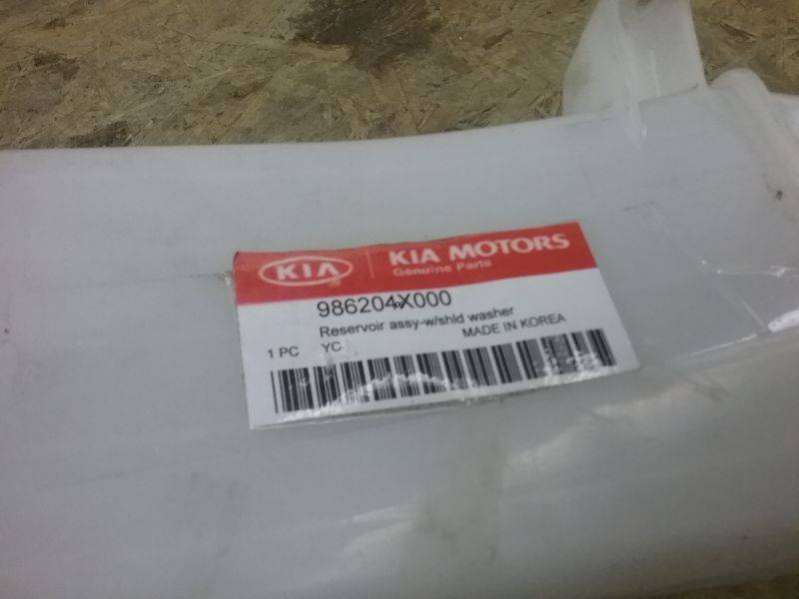 KIA
KIA MOTORS
Genuine Parts
986204X000
Reservoir assy-w/shld washer
1 PC YC MADE IN KOREA